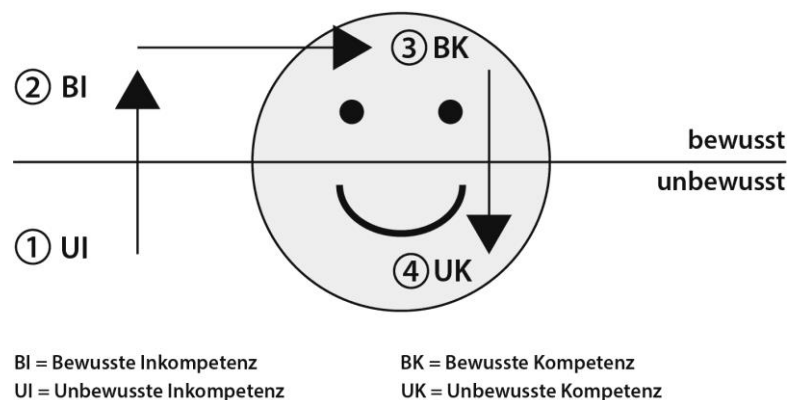 ③ BK
② BI
bewusst
unbewusst
① UI
④ UK
BI = Bewusste Inkompetenz
BK = Bewusste Kompetenz
UI = Unbewusste Inkompetenz
UK = Unbewusste Kompetenz